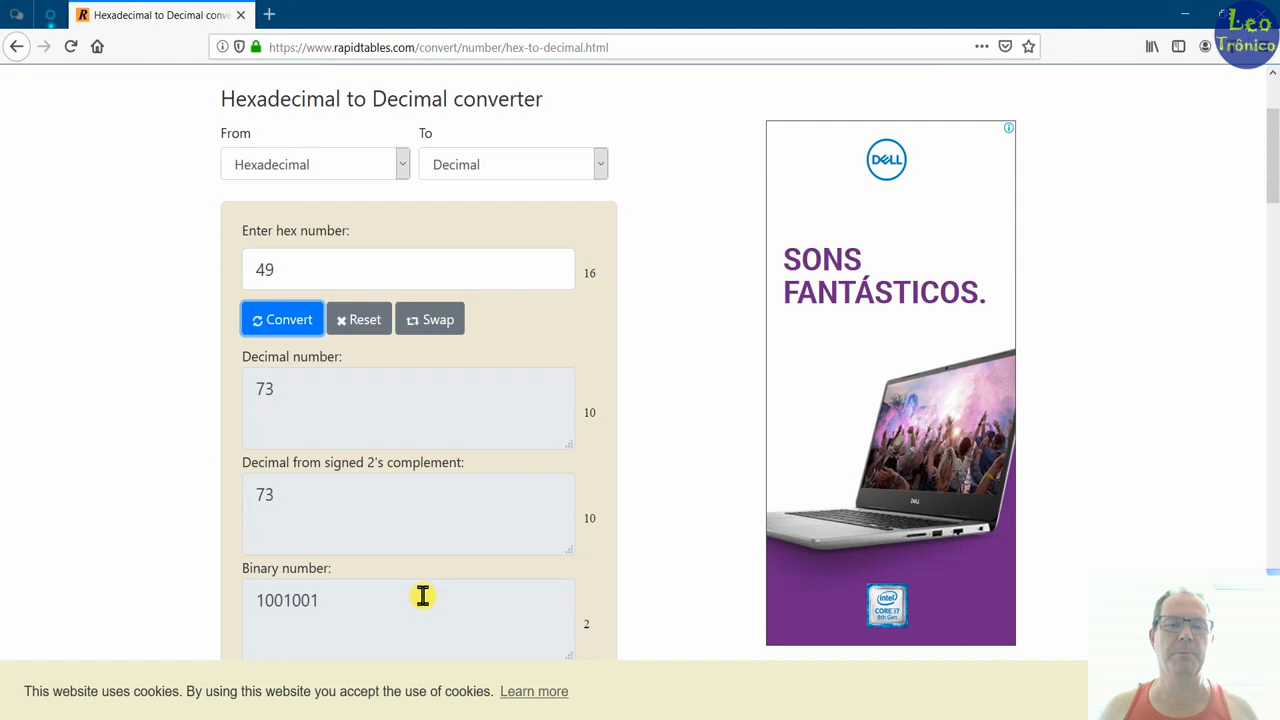 Hexadecimal to Decimal conve
Leo
Trônico
https://www.rapidtables.com/convert/number/hex-to-decimal.html
Hexadecimal to Decimal converter
From
To
Hexadecimal
Decimal
Enter hex number:
49
16
Convert
Reset
Swap
Decimal number:
73
10
Decimal from signed 2's complement:
73
10
Binary number:
1001001
2
DELL
SONS
FANTÁSTICOS.
DELL
intel
CORE i7
8th Gen
This website uses cookies. By using this website you accept the use of cookies. Learn more